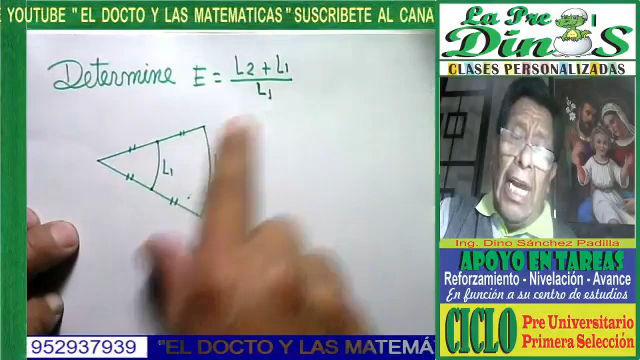 YOUTUBE " EL DOCTO Y LAS MATEMATICAS" SUSCRIBETE AL CANA
Determine E = (L2 + L1) / L1
L1
952937939 "EL DOCTO Y LAS MATEMÁ
La Pre
DinoS
CLASES PERSONALIZADAS
Ing. Dino Sánchez Padilla
APOYO EN TAREAS
Reforzamiento - Nivelación - Avance
En función a su centro de estudios
CICLO Pre Universitario
Primera Selección